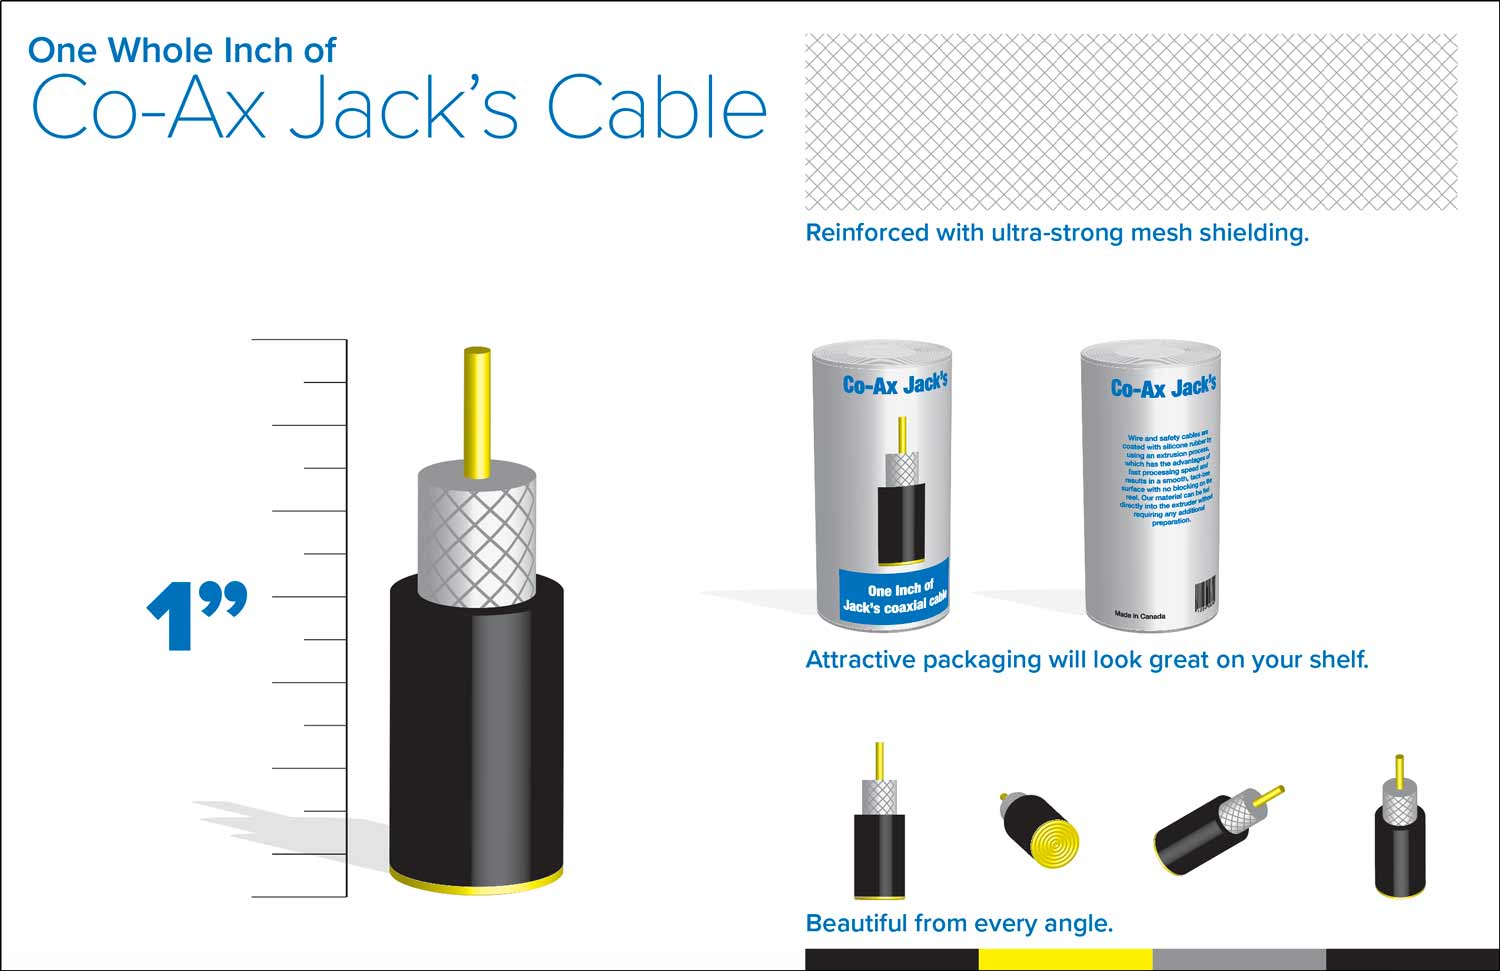 One Whole Inch of
Co-Ax Jack's Cable
Reinforced with ultra-strong mesh shielding.
1”
Co-Ax Jack's
One Inch of
Jack's coaxial cable
Co-Ax Jack's
Wire and safety cables are
coated with silicone rubber by
using an extrusion process,
which has the advantages of
fast processing speed and
results in a smooth, tact-free
surface with no blocking on the
reel. Our material can be fed
directly into the extruder without
requiring any additional
preparation.
Made in Canada
Attractive packaging will look great on your shelf.
Beautiful from every angle.